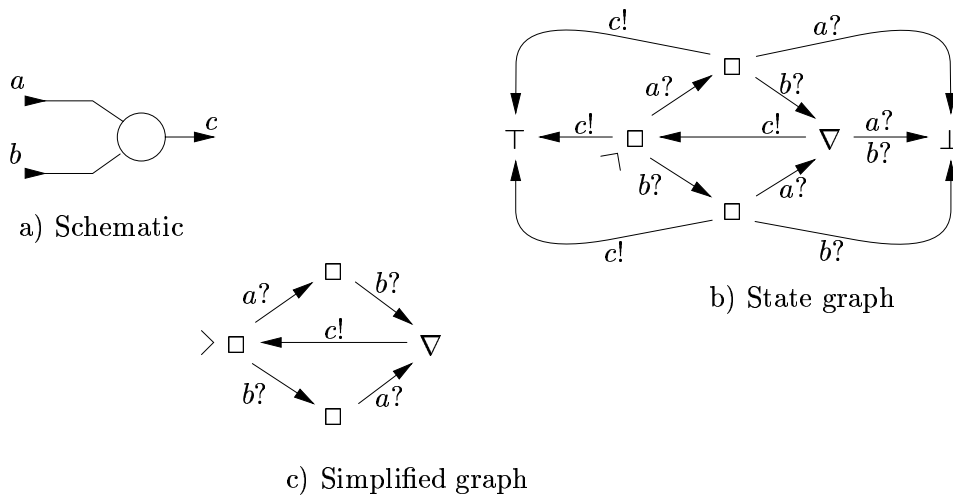 a
b
c
a) Schematic
c!
a?
a?
b?
⊤
c!
□
c!
∇
a?
b?
⊥
b?
a?
c!
b?
b) State graph
a?
b?
c!
b?
a?
c) Simplified graph